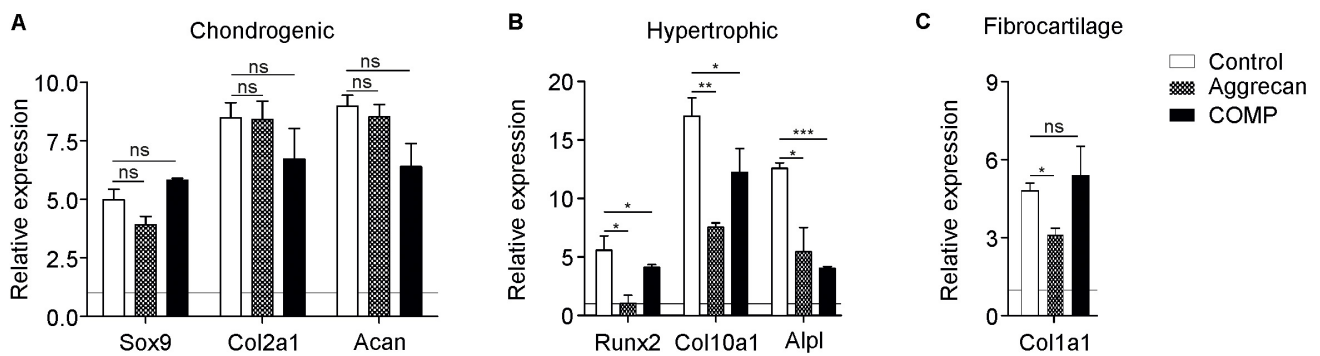 A
Chondrogenic
Relative expression
10.0
7.5
5.0
2.5
0.0
ns
ns
ns
ns
ns
ns
Sox9 Col2a1 Acan
B
Hypertrophic
Relative expression
20
15
10
5
0
*
*
*
**
***
*
Runx2 Col10a1 Alpl
C
Fibrocartilage
Relative expression
9
6
3
0
ns
*
Col1a1
Control
Aggrecan
COMP